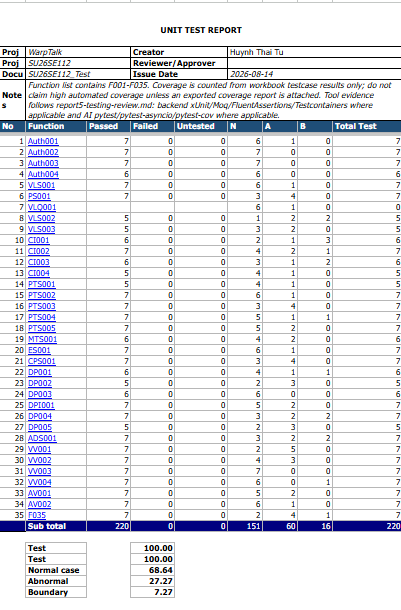 UNIT TEST REPORT
Proj WarpTalk Creator Huynh Thai Tu
Proj SU26SE112 Reviewer/Approver
Docu SU26SE112_Test Issue Date 2026-08-14
Notes Function list contains F001-F035. Coverage is counted from workbook testcase results only; do not
claim high automated coverage unless an exported coverage report is attached. Tool evidence
follows report5-testing-review.md: backend xUnit/Moq/FluentAssertions/Testcontainers where
applicable and AI pytest/pytest-asyncio/pytest-cov where applicable.
No Function Passed Failed Untested N A B Total Test
1 Auth001 7 0 0 6 1 0 7
2 Auth002 7 0 0 7 0 0 7
3 Auth003 7 0 0 7 0 0 7
4 Auth004 6 0 0 6 0 0 6
5 VLS001 7 0 0 6 1 0 7
6 PS001 7 0 0 3 4 0 7
7 VLQ001 6 1 0 0
8 VLS002 5 0 0 1 2 2 5
9 VLS003 5 0 0 3 2 0 5
10 CI001 6 0 0 2 1 3 6
11 CI002 7 0 0 4 2 1 7
12 CI003 6 0 0 3 1 2 6
13 CI004 5 0 0 4 1 0 5
14 PTS001 5 0 0 4 1 0 5
15 PTS002 7 0 0 6 1 0 7
16 PTS003 7 0 0 3 4 0 7
17 PTS004 7 0 0 5 1 1 7
18 PTS005 7 0 0 5 2 0 7
19 MTS001 6 0 0 4 2 0 6
20 ES001 7 0 0 6 1 0 7
21 CPS001 7 0 0 3 4 0 7
22 DP001 6 0 0 4 1 1 6
23 DP002 5 0 0 2 3 0 5
24 DP003 6 0 0 6 0 0 6
25 DPI001 7 0 0 5 2 0 7
26 DP004 7 0 0 3 2 2 7
27 DP005 5 0 0 2 3 0 5
28 ADS001 7 0 0 3 2 2 7
29 VV001 7 0 0 2 5 0 7
30 VV002 7 0 0 4 3 0 7
31 VV003 7 0 0 7 0 0 7
32 VV004 7 0 0 6 0 1 7
33 AV001 7 0 0 5 2 0 7
34 AV002 7 0 0 6 1 0 7
35 F035 7 0 0 2 4 1 7
Sub total 220 0 0 151 60 16 220
Test 100.00
Test 100.00
Normal case 68.64
Abnormal 27.27
Boundary 7.27